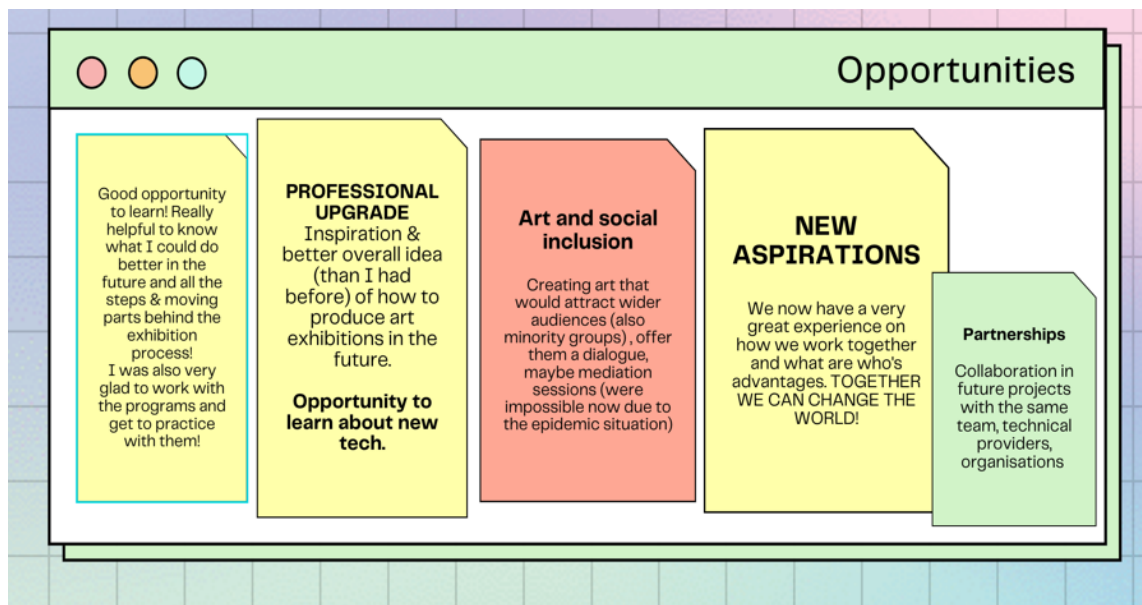 Opportunities
Good opportunity
to learn! Really
helpful to know
what I could do
better in the
future and all the
steps & moving
parts behind the
exhibition
process!
I was also very
glad to work with
the programs and
get to practice
with them!
PROFESSIONAL
UPGRADE
Inspiration &
better overall idea
(than I had
before) of how to
produce art
exhibitions in the
future.
Opportunity to
learn about new
tech.
Art and social
inclusion
Creating art that
would attract wider
audiences (also
minority groups) , offer
them a dialogue,
maybe mediation
sessions (were
impossible now due to
the epidemic situation)
NEW
ASPIRATIONS
We now have a very
great experience on
how we work together
and what are who's
advantages. TOGETHER
WE CAN CHANGE THE
WORLD!
Partnerships
Collaboration in
future projects
with the same
team, technical
providers,
organisations